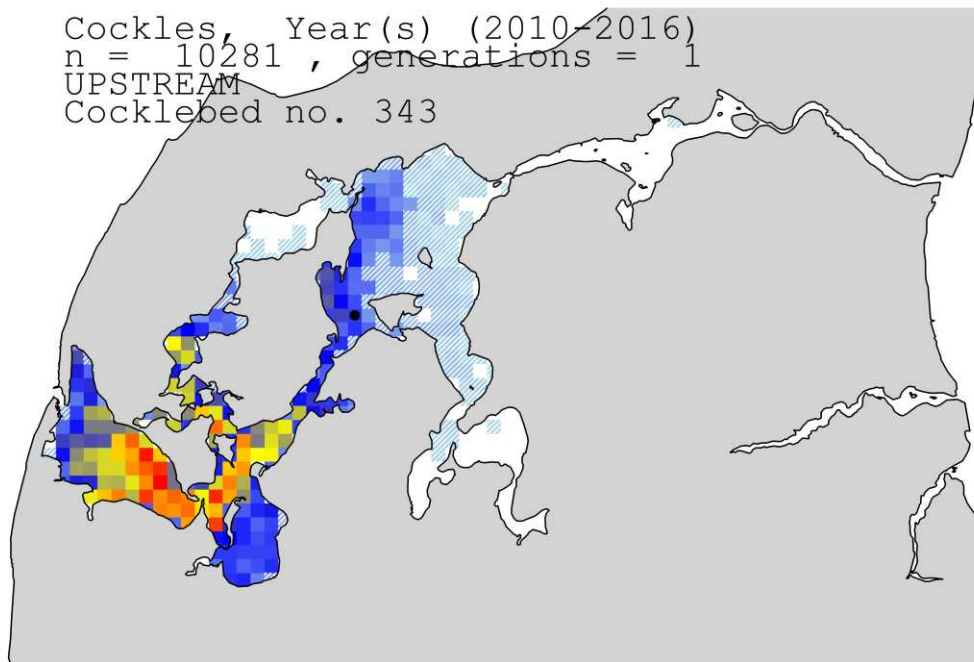 Cockles, Year(s) (2010-2016)
n = 10281 , generations = 1
UPSTREAM
Cocklebed no. 343